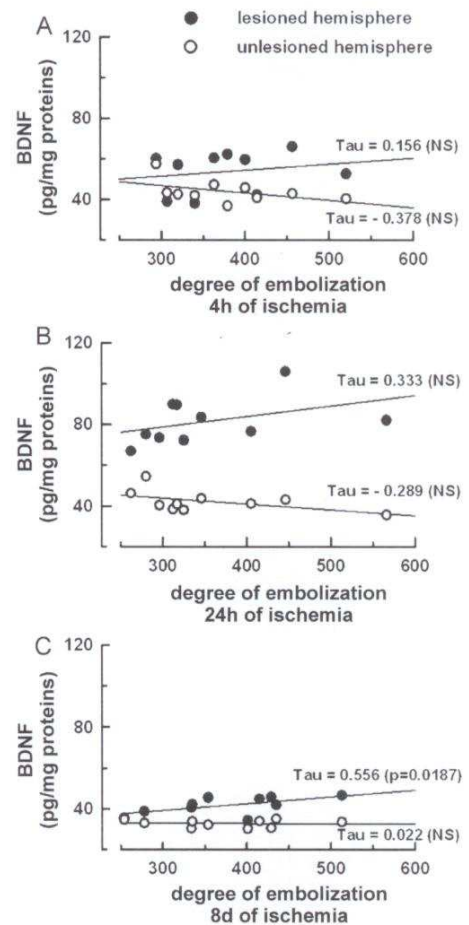 A
lesioned hemisphere
unlesioned hemisphere
120
80
40
BDNF
(pg/mg proteins)
Tau = 0.156 (NS)
Tau = - 0.378 (NS)
300 400 500 600
degree of embolization
4h of ischemia
B
120
80
40
BDNF
(pg/mg proteins)
Tau = 0.333 (NS)
Tau = - 0.289 (NS)
300 400 500 600
degree of embolization
24h of ischemia
C
120
80
40
BDNF
(pg/mg proteins)
Tau = 0.556 (p=0.0187)
Tau = 0.022 (NS)
300 400 500 600
degree of embolization
8d of ischemia